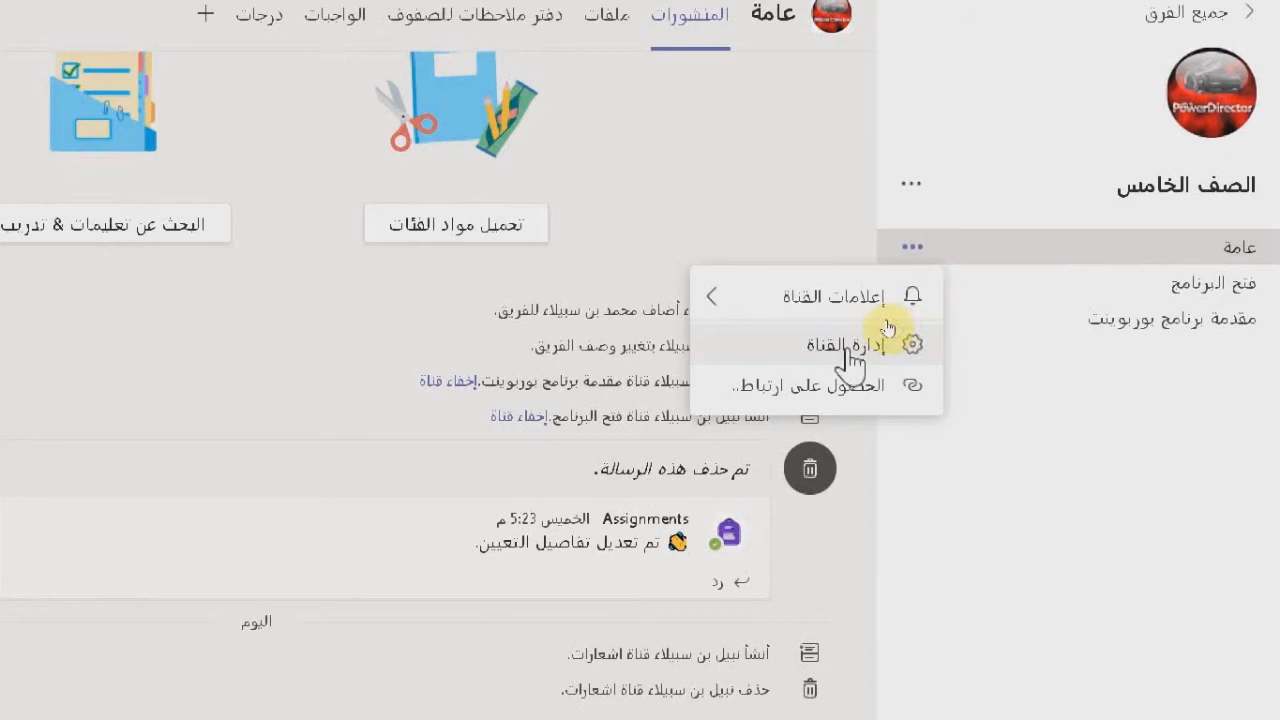 جميع الفرق
PowerDirector
الصف الخامس
عامة
فتح البرنامج
مقدمة برنامج بوربوينت
عامة المنشورات ملفات دفتر ملاحظات للصفوف الواجبات درجات +
تحميل مواد الفئات
البحث عن تعليمات & تدريب
إعلامات القناة
إدارة القناة
الحصول على ارتباط..
أضاف محمد بن سبيلاء للفريق.
سبيلاء بتغيير وصف الفريق.
سبيلاء قناة مقدمة برنامج بوربوينت.إخفاء قناة
أنشأ نبيل بن سبيلاء قناة فتح البرنامج.إخفاء قناة
تم حذف هذه الرسالة.
Assignments الخميس 5:23 م
تم تعديل تفاصيل التعيين.
رد
اليوم
أنشأ نبيل بن سبيلاء قناة اشعارات.
حذف نبيل بن سبيلاء قناة اشعارات.